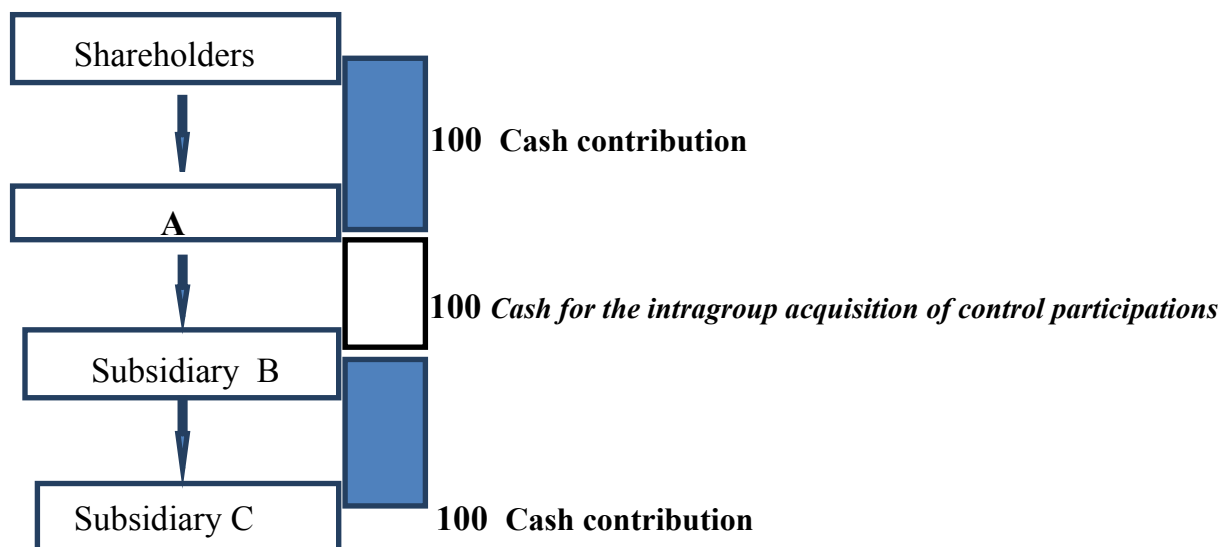 Shareholders
100 Cash contribution
A
100 Cash for the intragroup acquisition of control participations
Subsidiary B
Subsidiary C
100 Cash contribution